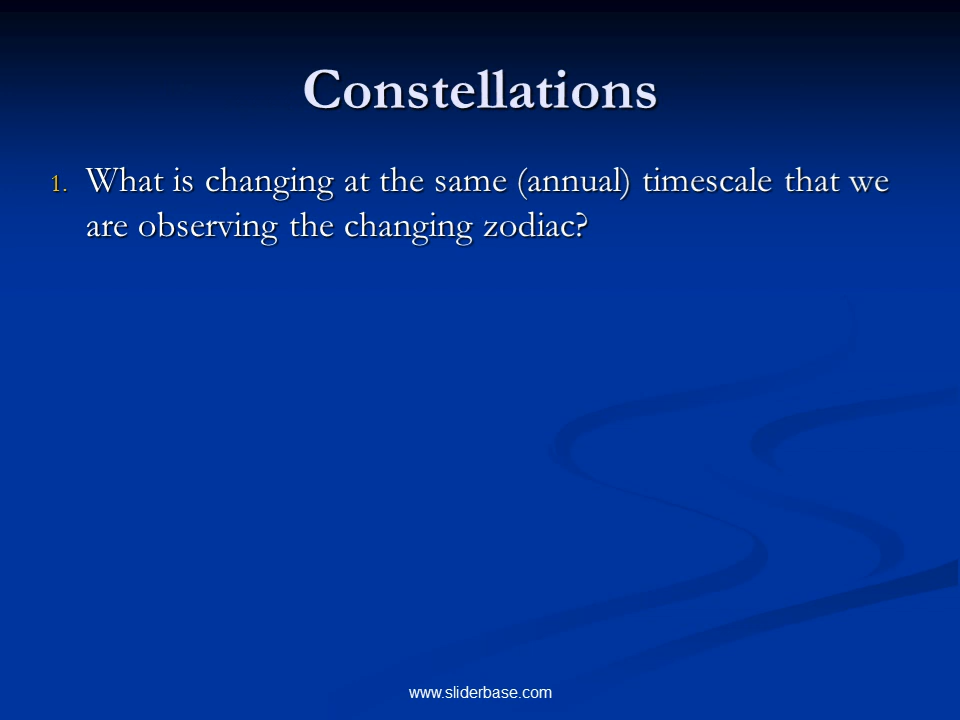 Constellations
1. What is changing at the same (annual) timescale that we
are observing the changing zodiac?
www.sliderbase.com